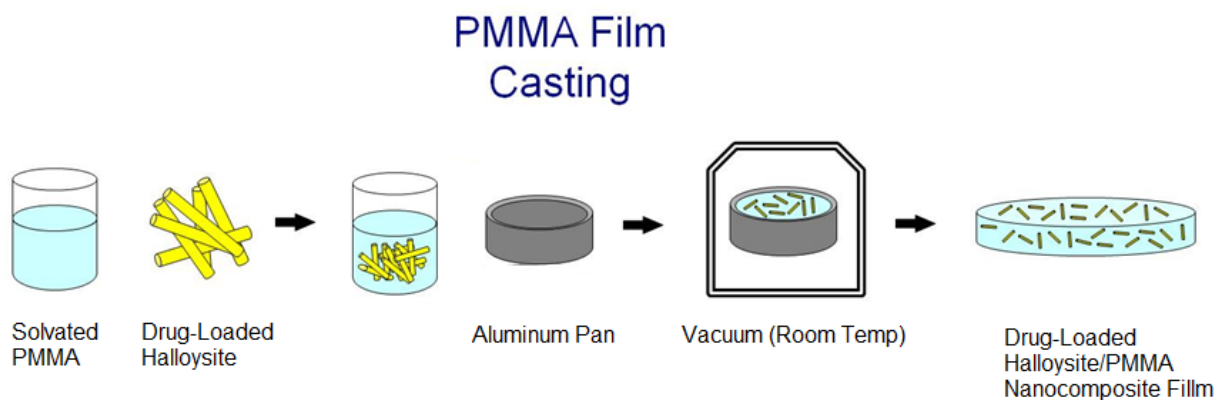 PMMA Film
Casting
Solvated
PMMA
Drug-Loaded
Halloysite
Aluminum Pan
Vacuum (Room Temp)
Drug-Loaded
Halloysite/PMMA
Nanocomposite Fillm